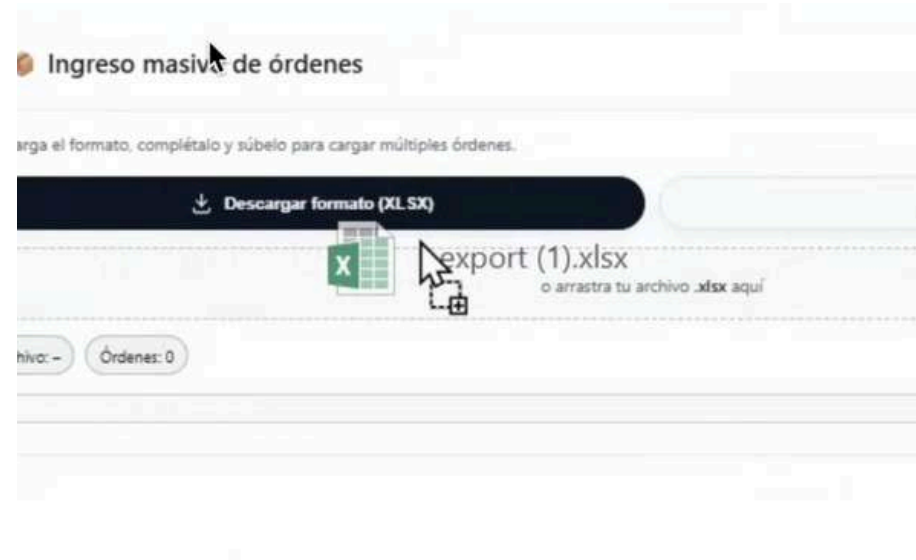 Ingreso masivo de órdenes
arga el formato, complétalo y súbelo para cargar múltiples órdenes.
Descargar formato (XLSX)
export (1).xlsx
o arrastra tu archivo .xlsx aquí
hivo: –
Órdenes: 0